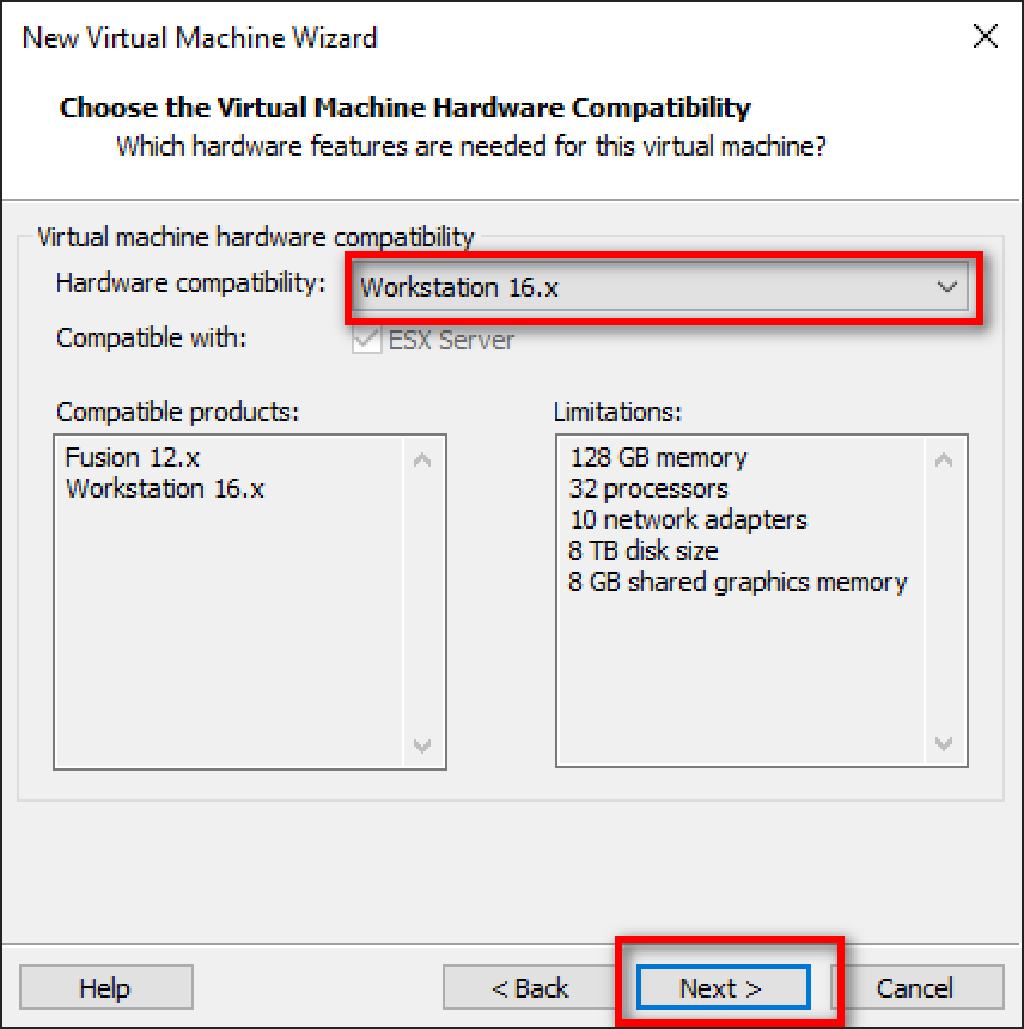 New Virtual Machine Wizard
Choose the Virtual Machine Hardware Compatibility
Which hardware features are needed for this virtual machine?
Virtual machine hardware compatibility
Hardware compatibility: Workstation 16.x
Compatible with: ESX Server
Compatible products:
Fusion 12.x
Workstation 16.x
Limitations:
128 GB memory
32 processors
10 network adapters
8 TB disk size
8 GB shared graphics memory
Help < Back Next > Cancel